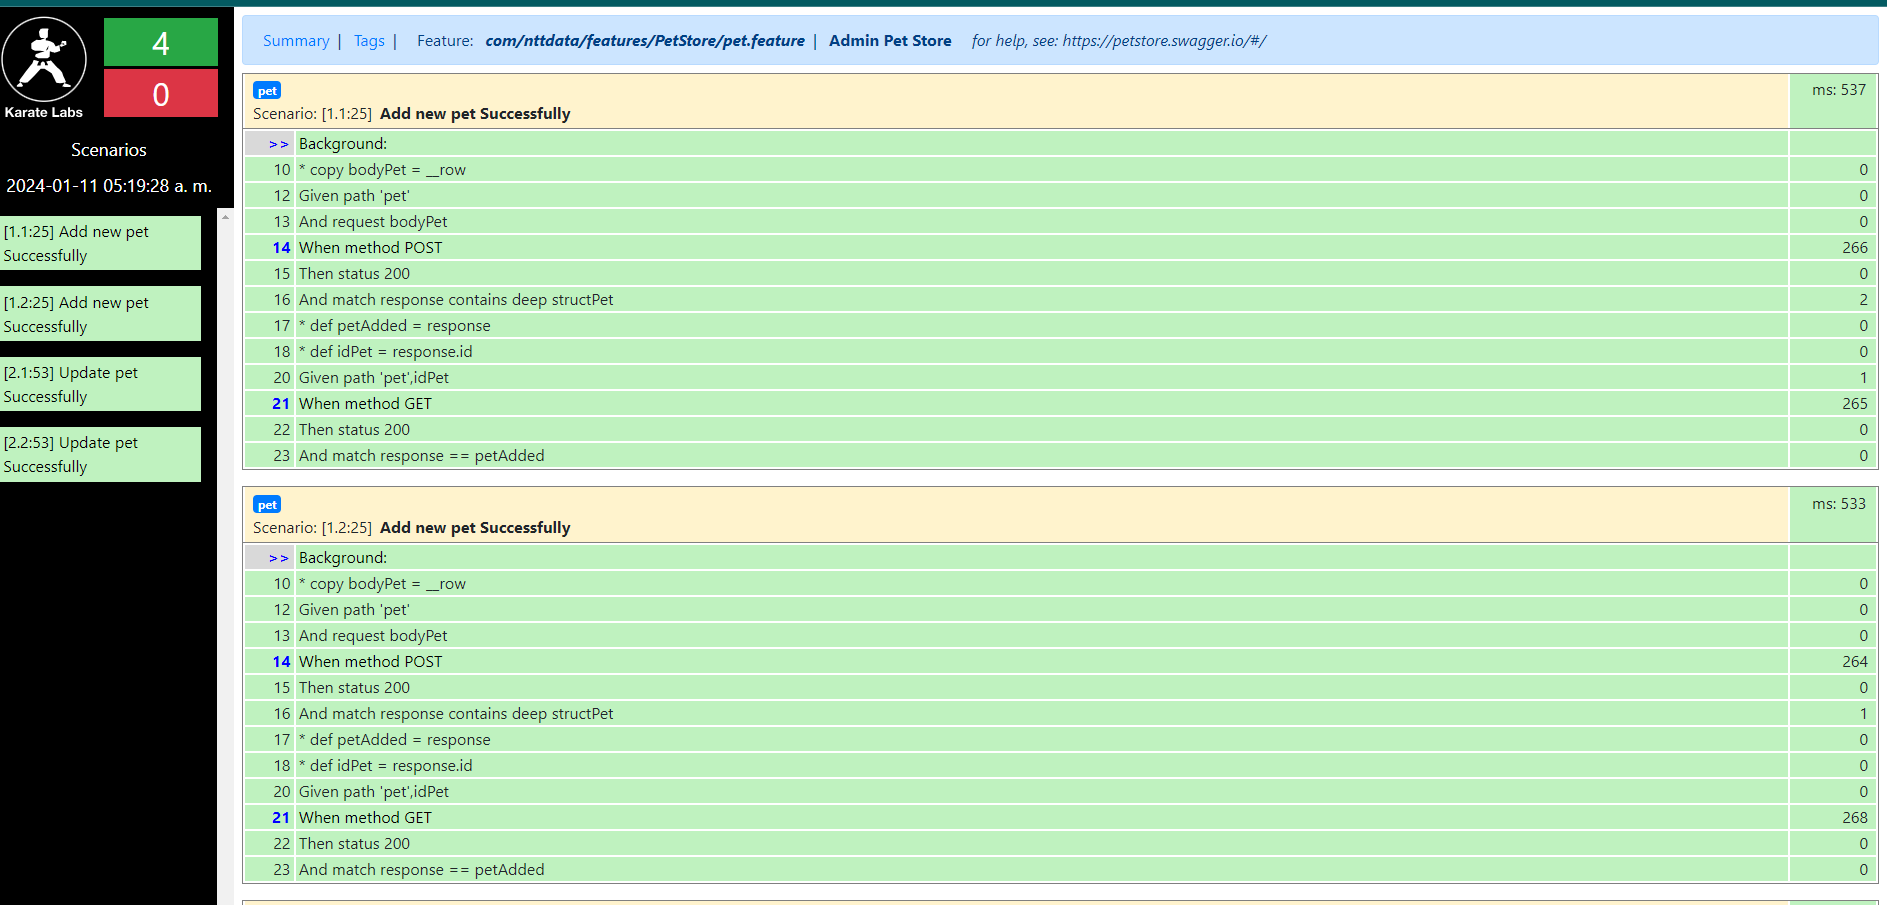 Karate Labs
4
0
Scenarios
2024-01-11 05:19:28 a. m.
[1.1:25] Add new pet
Successfully
[1.2:25] Add new pet
Successfully
[2.1:53] Update pet
Successfully
[2.2:53] Update pet
Successfully
Summary | Tags | Feature: com/nttdata/features/PetStore/pet.feature | Admin Pet Store for help, see: https://petstore.swagger.io/#/
pet
Scenario: [1.1:25] Add new pet Successfully ms: 537
>> Background:
10 * copy bodyPet = __row 0
12 Given path 'pet' 0
13 And request bodyPet 0
14 When method POST 266
15 Then status 200 0
16 And match response contains deep structPet 2
17 * def petAdded = response 0
18 * def idPet = response.id 0
20 Given path 'pet',idPet 1
21 When method GET 265
22 Then status 200 0
23 And match response == petAdded 0
pet
Scenario: [1.2:25] Add new pet Successfully ms: 533
>> Background:
10 * copy bodyPet = __row 0
12 Given path 'pet' 0
13 And request bodyPet 0
14 When method POST 264
15 Then status 200 0
16 And match response contains deep structPet 1
17 * def petAdded = response 0
18 * def idPet = response.id 0
20 Given path 'pet',idPet 0
21 When method GET 268
22 Then status 200 0
23 And match response == petAdded 0